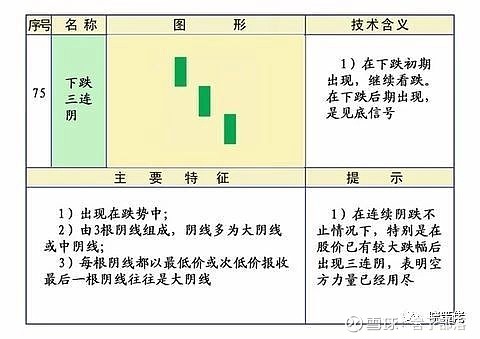 序号 名称 图形 技术含义
75
下跌
三连
阴
1）在下跌初期
出现，继续看跌。
在下跌后期出现，
是见底信号
主要特征 提示
1）出现在跌势中；
2）由3根阴线组成，阴线多为大阴线
或中阴线；
3）每根阴线都以最低价或次低价报收
最后一根阴线往往是大阴线
1）在连续阴跌不
止情况下，特别是在
股价已有较大跌幅后
出现三连阴，表明空
方力量已经用尽
雪球